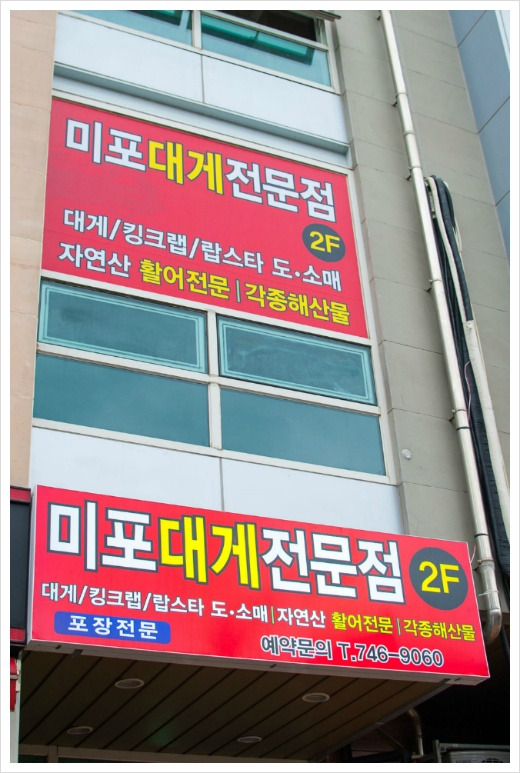 미포대게전문점
2F
대게/킹크랩/랍스타 도·소매
자연산 활어전문|각종해산물
미포대게전문점 2F
대게/킹크랩/랍스타 도·소매|자연산 활어전문|각종해산물
포장전문
예약문의 T.746-9060